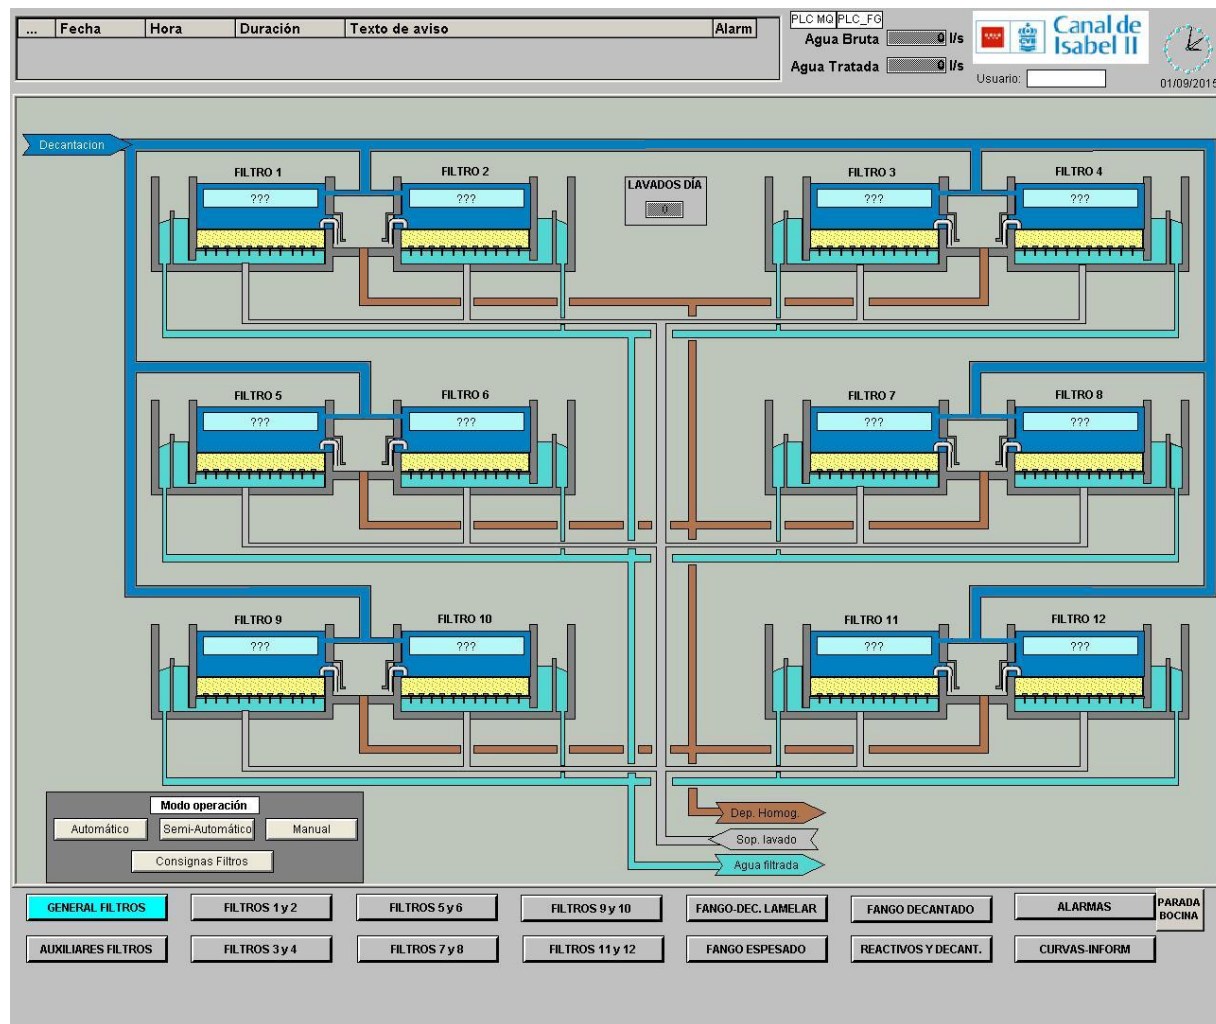 ... Fecha Hora Duración Texto de aviso Alarm
PLC MQ PLC_FG
Agua Bruta 0 l/s
Agua Tratada 0 l/s
Canal de
Isabel II
Usuario:
01/09/2015
Decantacion
FILTRO 1 FILTRO 2 FILTRO 3 FILTRO 4
??? ??? ??? ???
LAVADOS DÍA
0
FILTRO 5 FILTRO 6 FILTRO 7 FILTRO 8
??? ??? ??? ???
FILTRO 9 FILTRO 10 FILTRO 11 FILTRO 12
??? ??? ??? ???
Modo operación
Automático Semi-Automático Manual
Consignas Filtros
Dep. Homog.
Sop. lavado
Agua filtrada
GENERAL FILTROS FILTROS 1 y 2 FILTROS 5 y 6 FILTROS 9 y 10 FANGO-DEC. LAMELAR FANGO DECANTADO ALARMAS
PARADA
BOCINA
AUXILIARES FILTROS FILTROS 3 y 4 FILTROS 7 y 8 FILTROS 11 y 12 FANGO ESPESADO REACTIVOS Y DECANT. CURVAS-INFORM